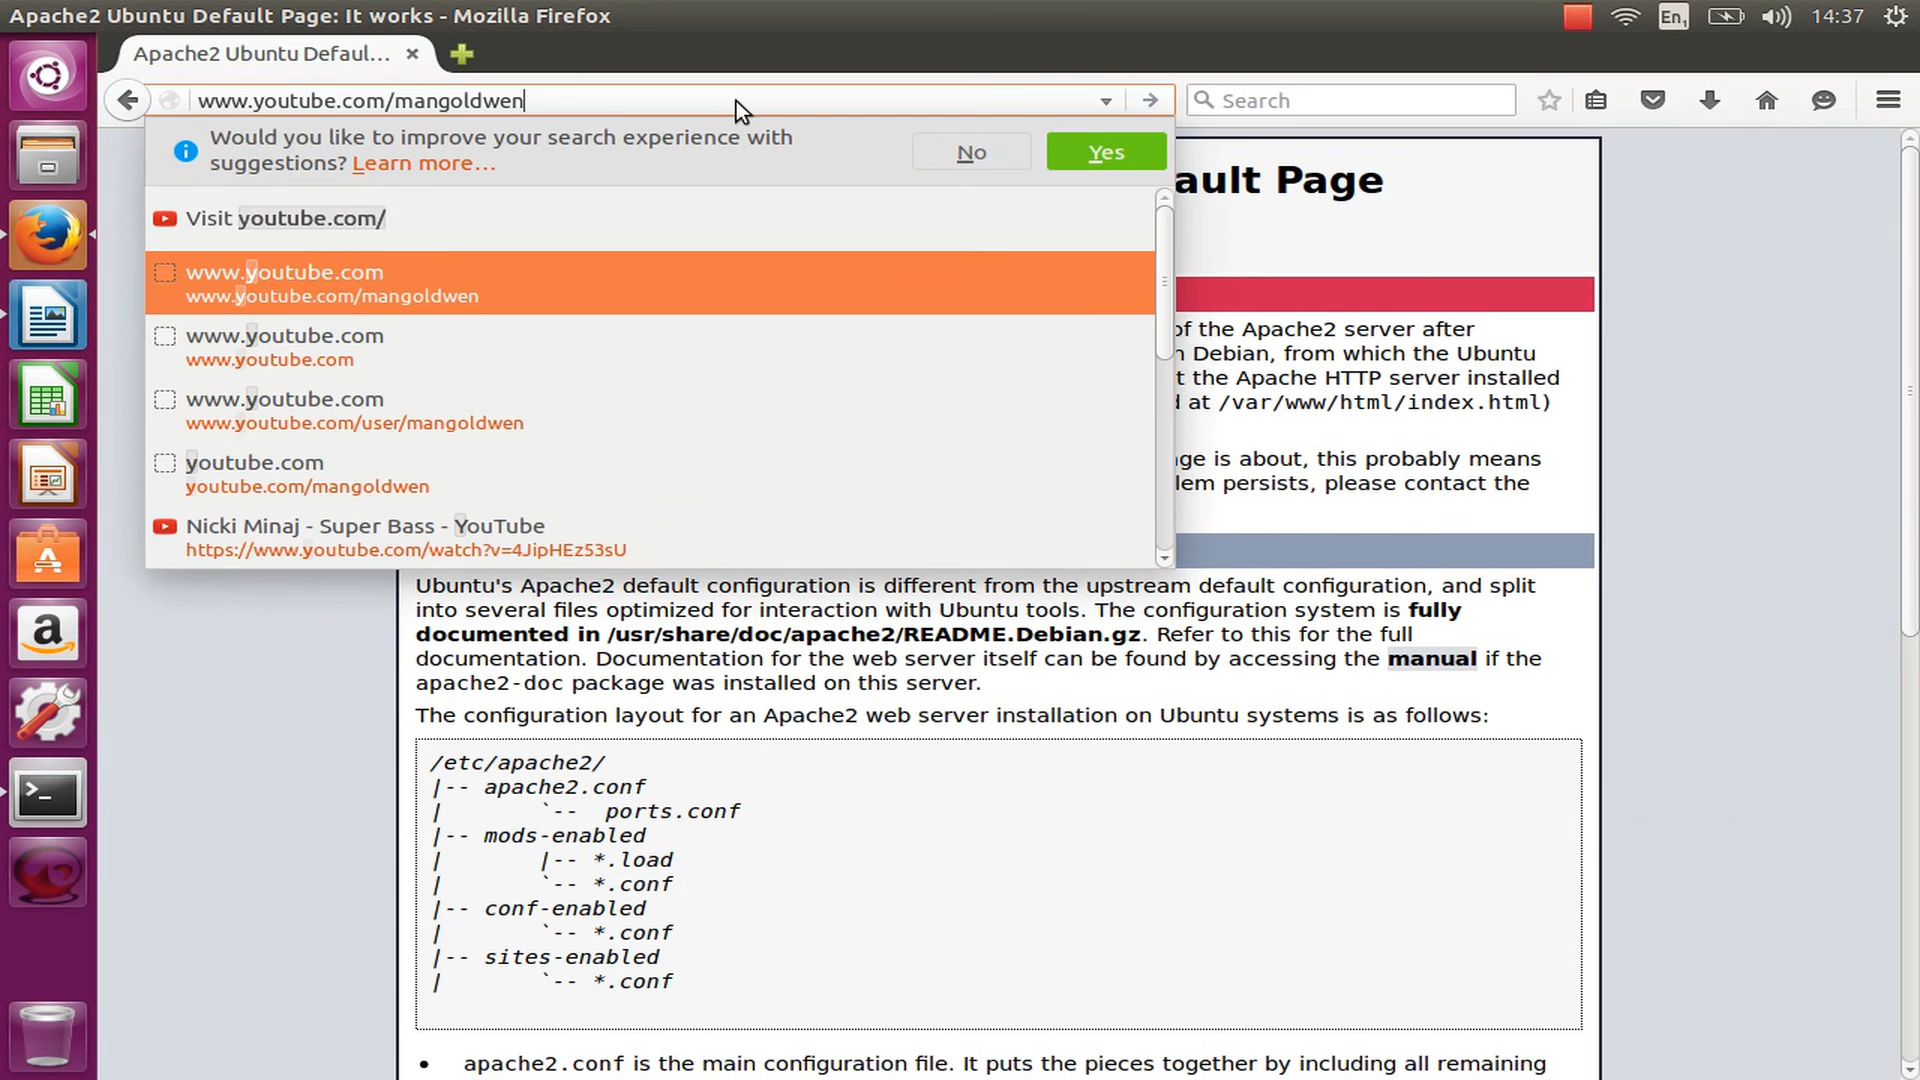 Apache2 Ubuntu Default Page: It works - Mozilla Firefox
En1
14:37
Apache2 Ubuntu Defaul...
www.youtube.com/mangoldwen
Search
Would you like to improve your search experience with
suggestions? Learn more...
No
Yes
Visit youtube.com/
www.youtube.com
www.youtube.com/mangoldwen
www.youtube.com
www.youtube.com
www.youtube.com
www.youtube.com/user/mangoldwen
youtube.com
youtube.com/mangoldwen
Nicki Minaj - Super Bass - YouTube
https://www.youtube.com/watch?v=4JipHEz53sU
ault Page
of the Apache2 server after
Debian, from which the Ubuntu
t the Apache HTTP server installed
d at /var/www/html/index.html)
ge is about, this probably means
lem persists, please contact the
Ubuntu's Apache2 default configuration is different from the upstream default configuration, and split
into several files optimized for interaction with Ubuntu tools. The configuration system is fully
documented in /usr/share/doc/apache2/README.Debian.gz. Refer to this for the full
documentation. Documentation for the web server itself can be found by accessing the manual if the
apache2-doc package was installed on this server.
The configuration layout for an Apache2 web server installation on Ubuntu systems is as follows:
/etc/apache2/
|-- apache2.conf
|       `--  ports.conf
|-- mods-enabled
|       |-- *.load
|       `-- *.conf
|-- conf-enabled
|       `-- *.conf
|-- sites-enabled
|       `-- *.conf
• apache2.conf is the main configuration file. It puts the pieces together by including all remaining